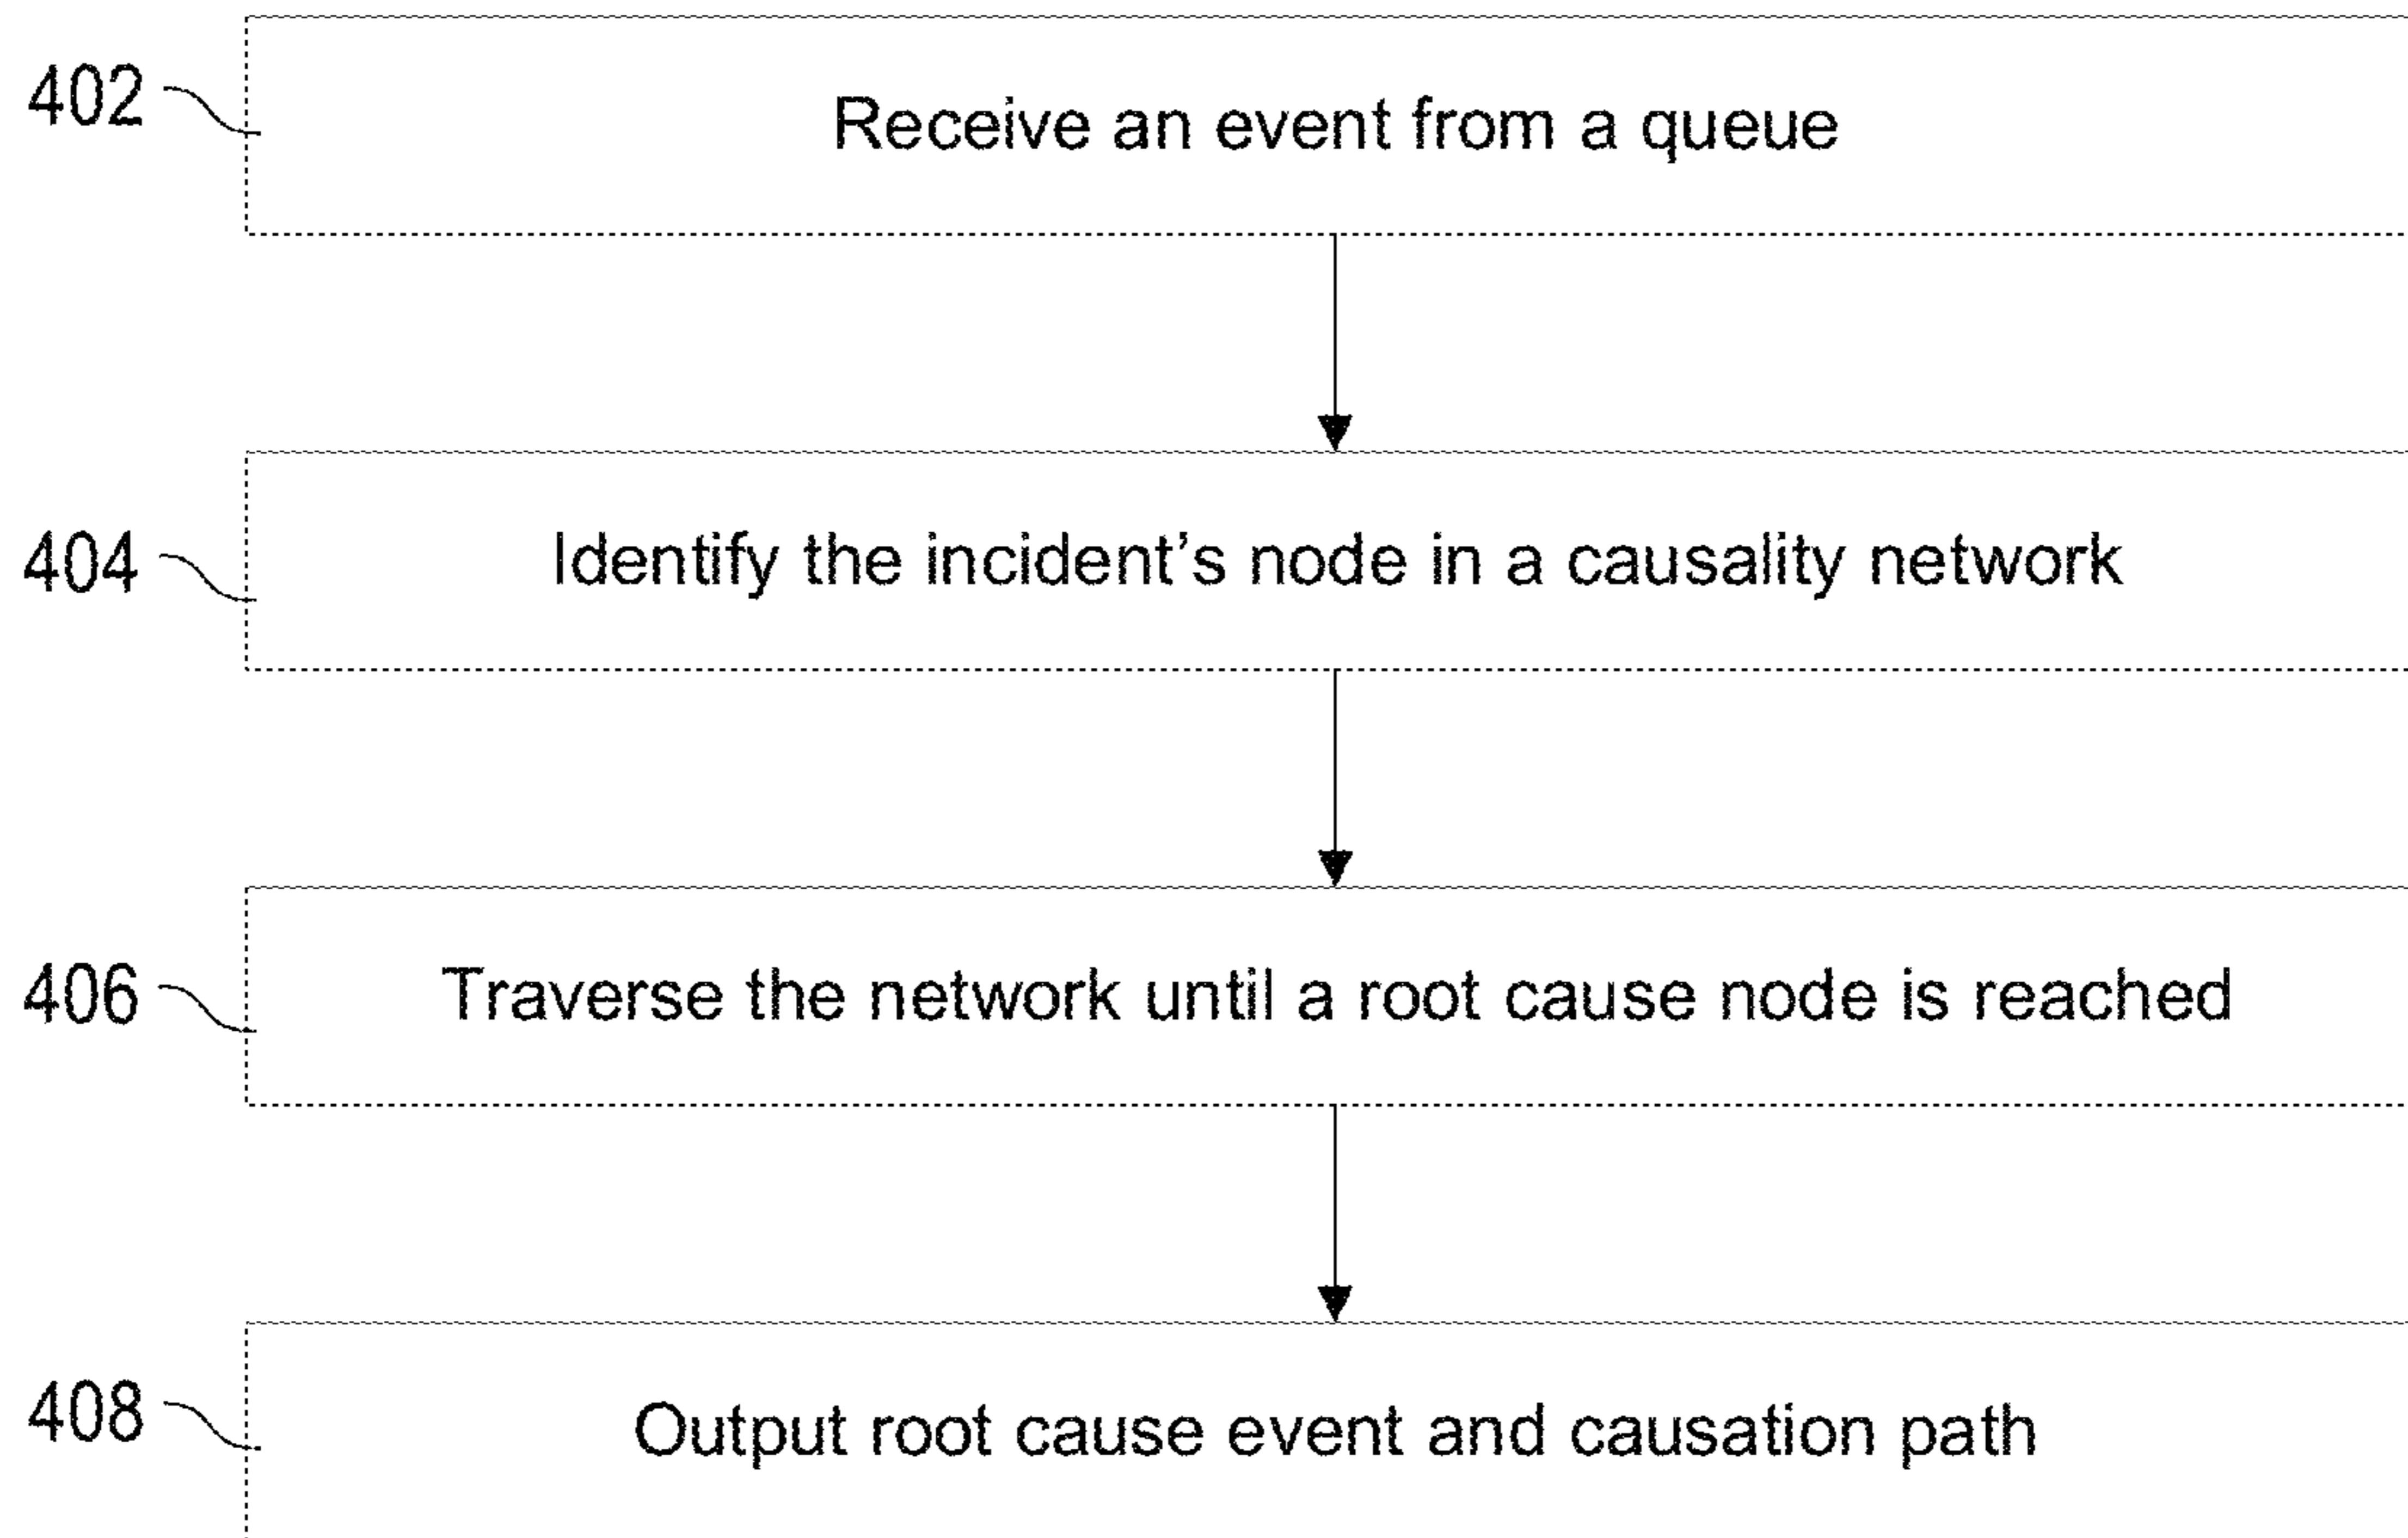 402 Receive an event from a queue
404 Identify the incident’s node in a causality network
406 Traverse the network until a root cause node is reached
408 Output root cause event and causation path